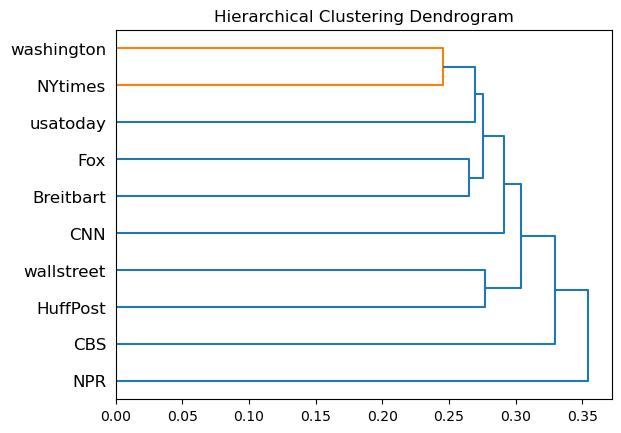 Hierarchical Clustering Dendrogram
washington
NYtimes
usatoday
Fox
Breitbart
CNN
wallstreet
HuffPost
CBS
NPR
0.00 0.05 0.10 0.15 0.20 0.25 0.30 0.35